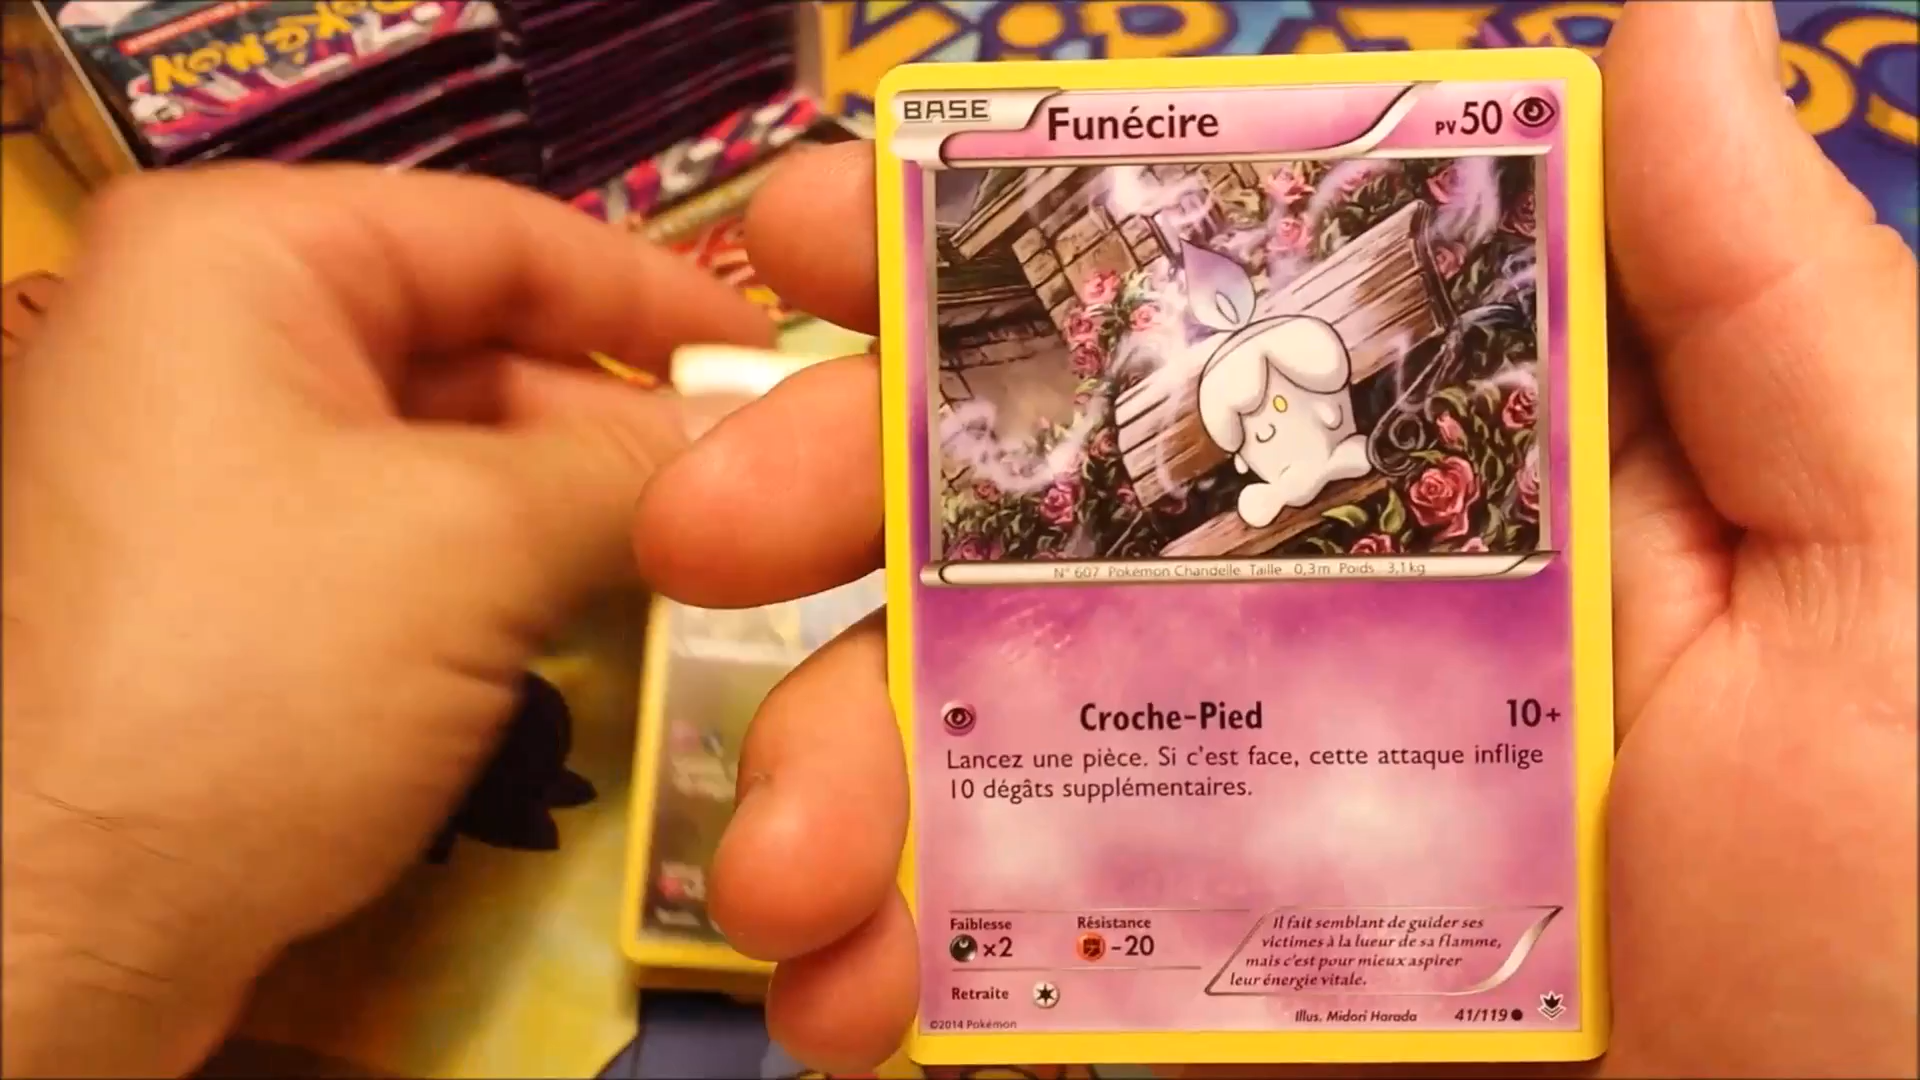 POKÉMON
BASE
Funécire
PV50
N° 607 Pokémon Chandelle Taille 0,3m Poids 3,1kg
Croche-Pied
10+
Lancez une pièce. Si c'est face, cette attaque inflige
10 dégâts supplémentaires.
Faiblesse
Résistance
×2
-20
Il fait semblant de guider ses
victimes à la lueur de sa flamme,
mais c'est pour mieux aspirer
leur énergie vitale.
Retraite
©2014 Pokémon
Illus. Midori Harada
41/119